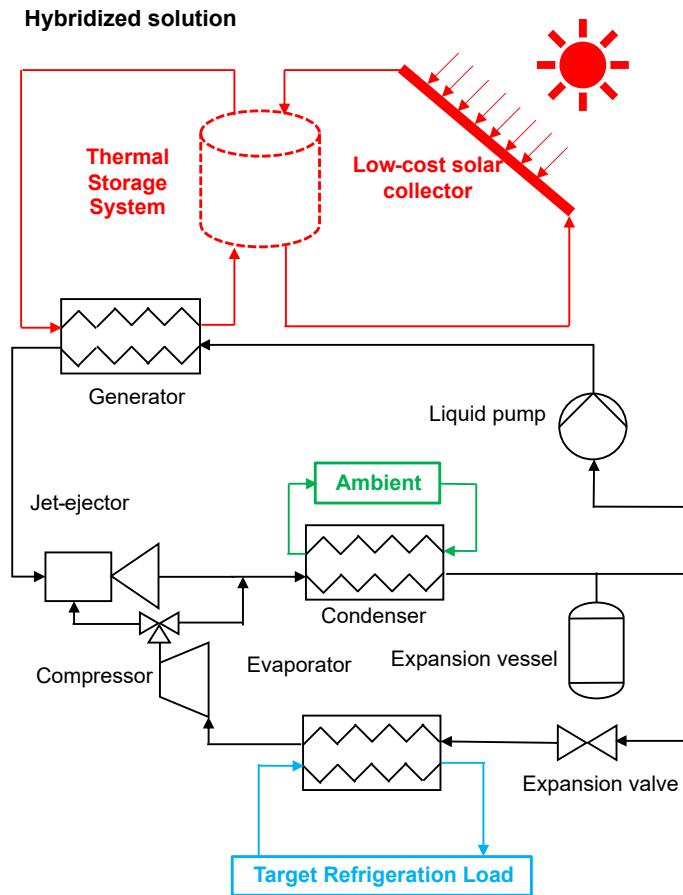 Hybridized solution
Thermal
Storage
System
Low-cost solar
collector
Generator
Liquid pump
Ambient
Jet-ejector
Condenser
Evaporator
Expansion vessel
Compressor
Expansion valve
Target Refrigeration Load